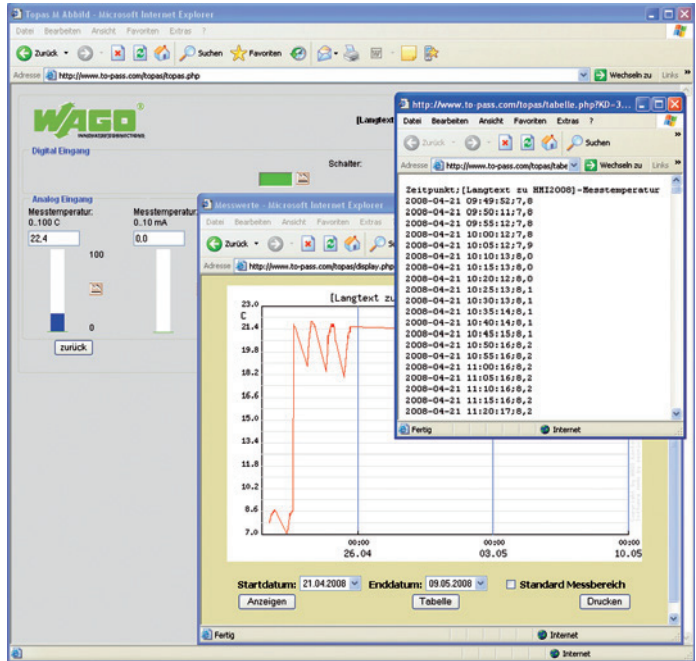 Topas M Abbild - Microsoft Internet Explorer
Datei Bearbeiten Ansicht Favoriten Extras ?
Zurück Suchen Favoriten
Adresse http://www.to-pass.com/topas/topas.php Wechseln zu Links »
WAGO®
[Langtext
Digital Eingang
Schalter:
Analog Eingang
Messtemperatur:
0..100 C
22,4
100
0
Messtemperatur
0..10 mA
0,0
zurück
Messwerte - Microsoft Internet Explorer
Datei Bearbeiten Ansicht Favoriten Extras
Zurück
Adresse http://www.to-pass.com/topas/display.php
[Langtext zu
23.0
C
21.4
19.8
18.2
16.6
15.0
13.4
11.8
10.2
8.6
7.0
00:00 00:00 00:00
26.04 03.05 10.05
Startdatum: 21.04.2008 Enddatum: 09.05.2008 Standard Messbereich
Anzeigen Tabelle Drucken
Fertig Internet
http://www.to-pass.com/topas/tabelle.php?KD-3...
Datei Bearbeiten Ansicht Favoriten Extras ?
Zurück Suchen »
Adresse http://www.to-pass.com/topas/tabe Wechseln zu Links »
Zeitpunkt;[Langtext zu HMI2008]-Messtemperatur
2008-04-21 09:49:52;7,8
2008-04-21 09:50:11;7,8
2008-04-21 09:55:12;7,8
2008-04-21 10:00:12;7,8
2008-04-21 10:05:12;7,9
2008-04-21 10:10:13;8,0
2008-04-21 10:15:13;8,0
2008-04-21 10:20:12;8,0
2008-04-21 10:25:13;8,1
2008-04-21 10:30:13;8,1
2008-04-21 10:35:14;8,1
2008-04-21 10:40:14;8,1
2008-04-21 10:45:15;8,1
2008-04-21 10:50:16;8,2
2008-04-21 10:55:16;8,2
2008-04-21 11:00:16;8,2
2008-04-21 11:05:16;8,2
2008-04-21 11:10:16;8,2
2008-04-21 11:15:16;8,2
2008-04-21 11:20:17;8,2
Fertig Internet
Internet